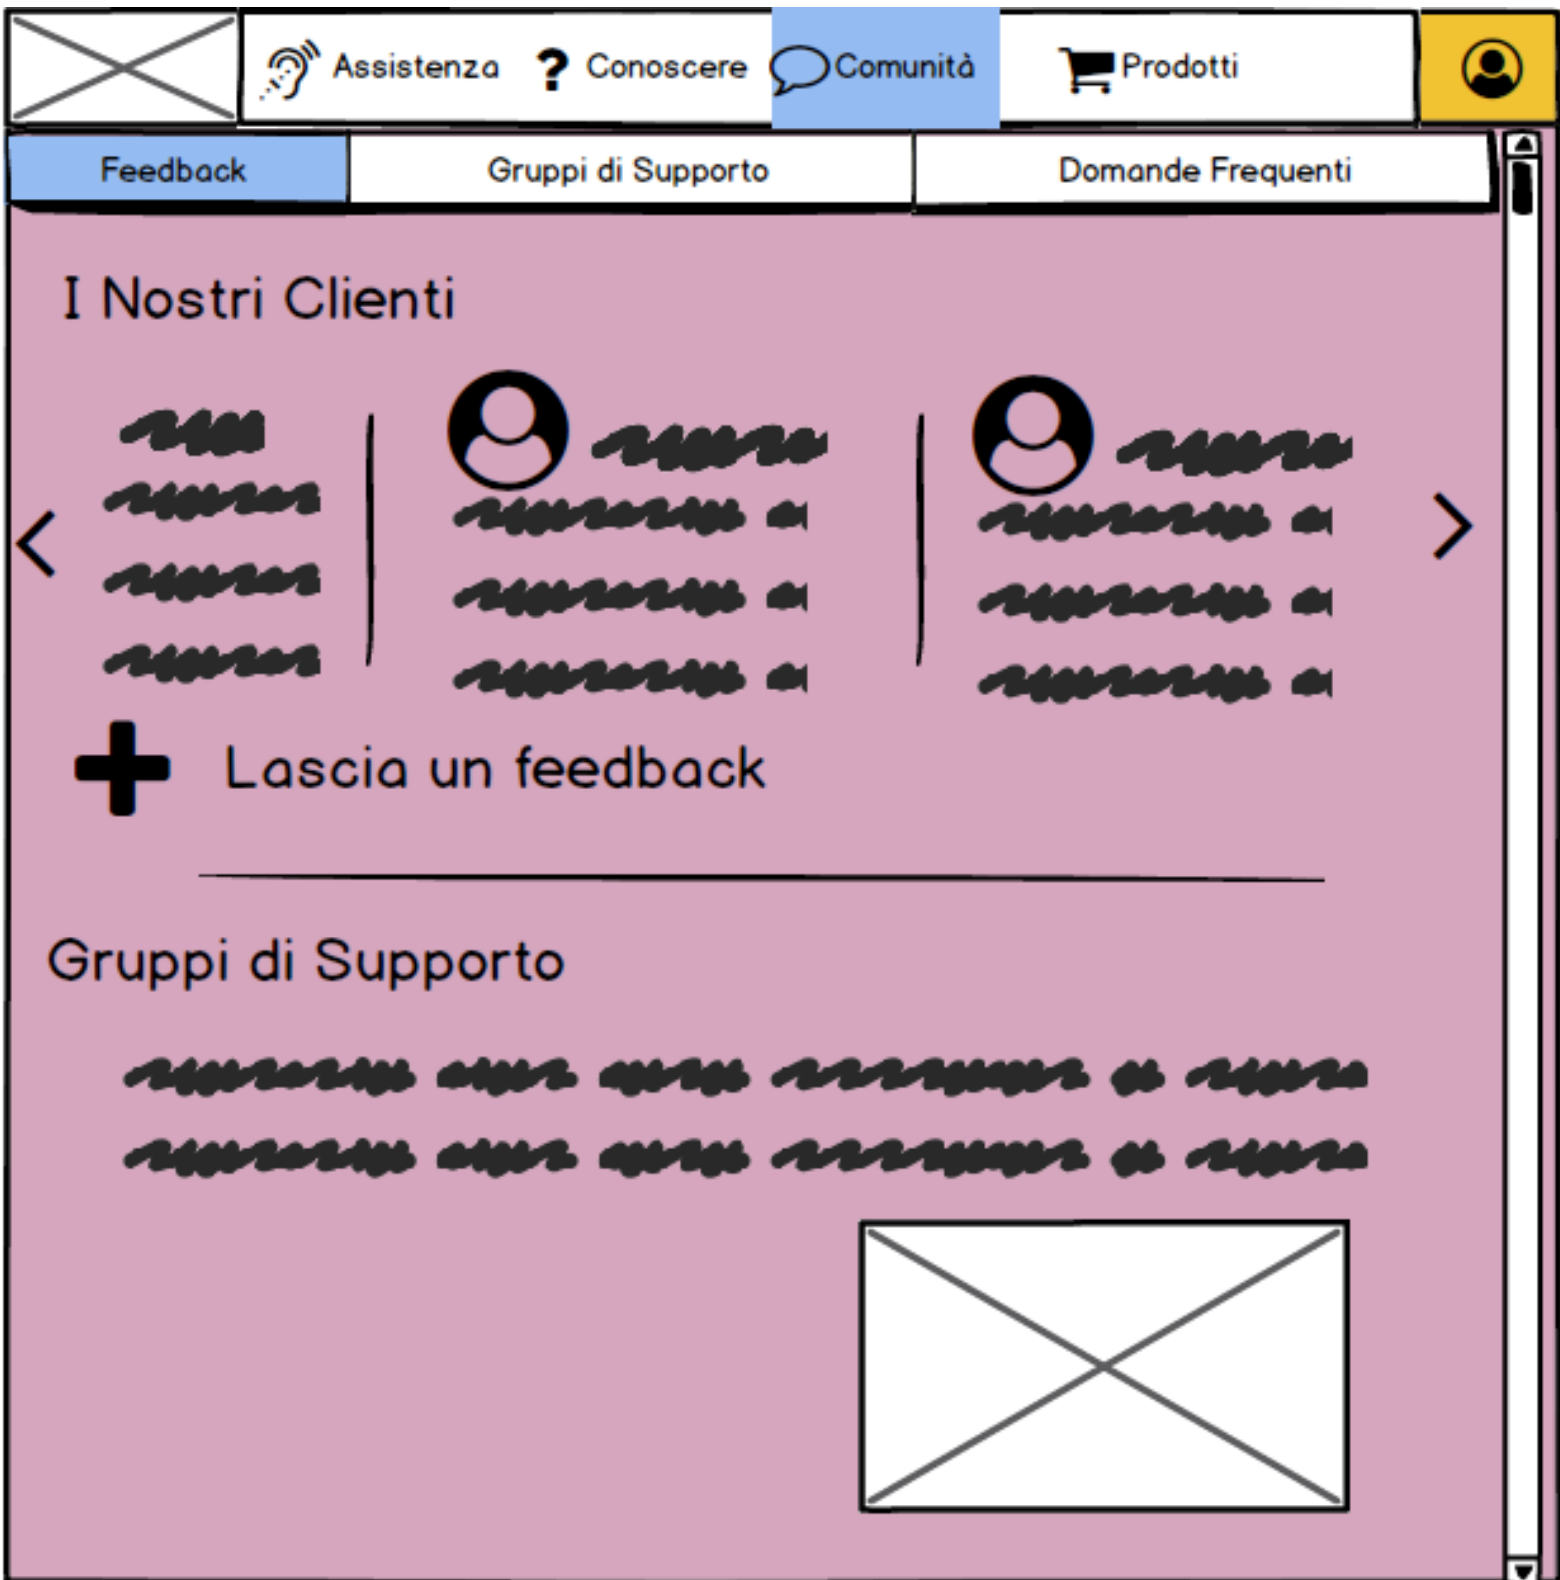 Assistenza ? Conoscere Comunità Prodotti
Feedback Gruppi di Supporto Domande Frequenti
I Nostri Clienti
Lascia un feedback
Gruppi di Supporto